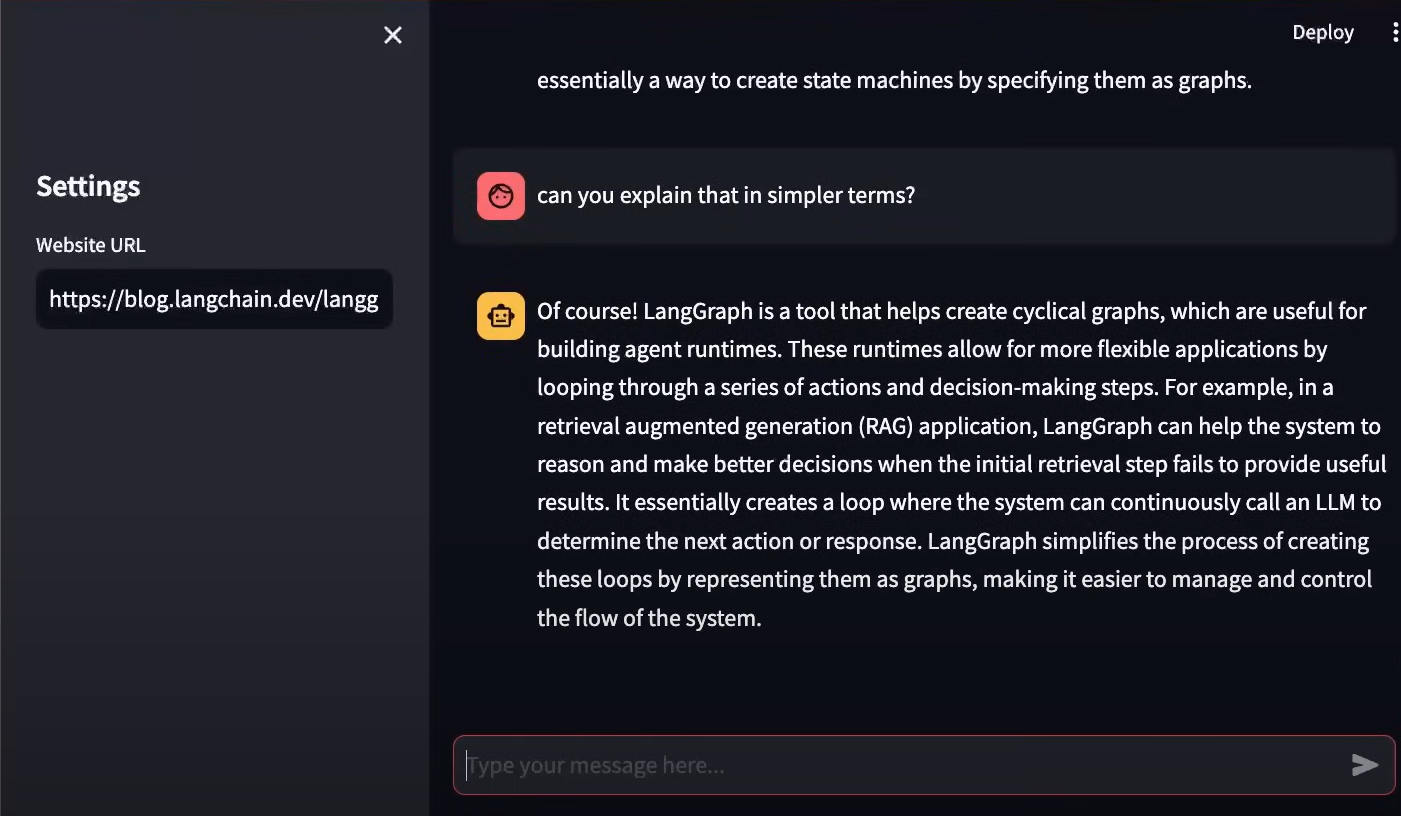 Deploy
essentially a way to create state machines by specifying them as graphs.
Settings
Website URL
https://blog.langchain.dev/langg
can you explain that in simpler terms?
Of course! LangGraph is a tool that helps create cyclical graphs, which are useful for
building agent runtimes. These runtimes allow for more flexible applications by
looping through a series of actions and decision-making steps. For example, in a
retrieval augmented generation (RAG) application, LangGraph can help the system to
reason and make better decisions when the initial retrieval step fails to provide useful
results. It essentially creates a loop where the system can continuously call an LLM to
determine the next action or response. LangGraph simplifies the process of creating
these loops by representing them as graphs, making it easier to manage and control
the flow of the system.
Type your message here...